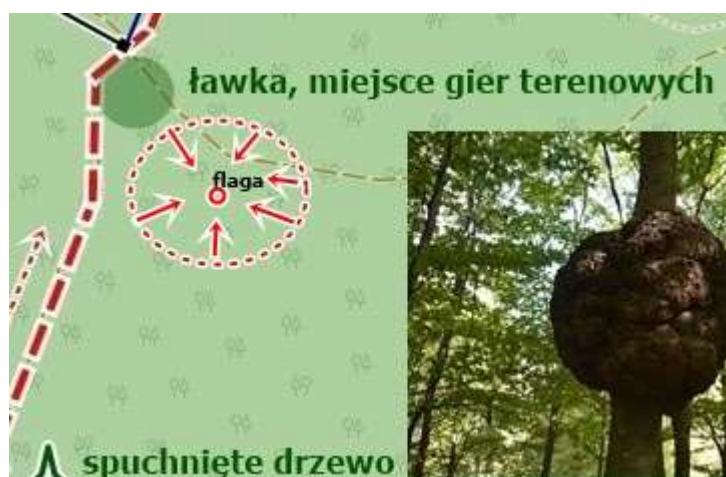 ławka, miejsce gier terenowych
flaga
spuchnięte drzewo